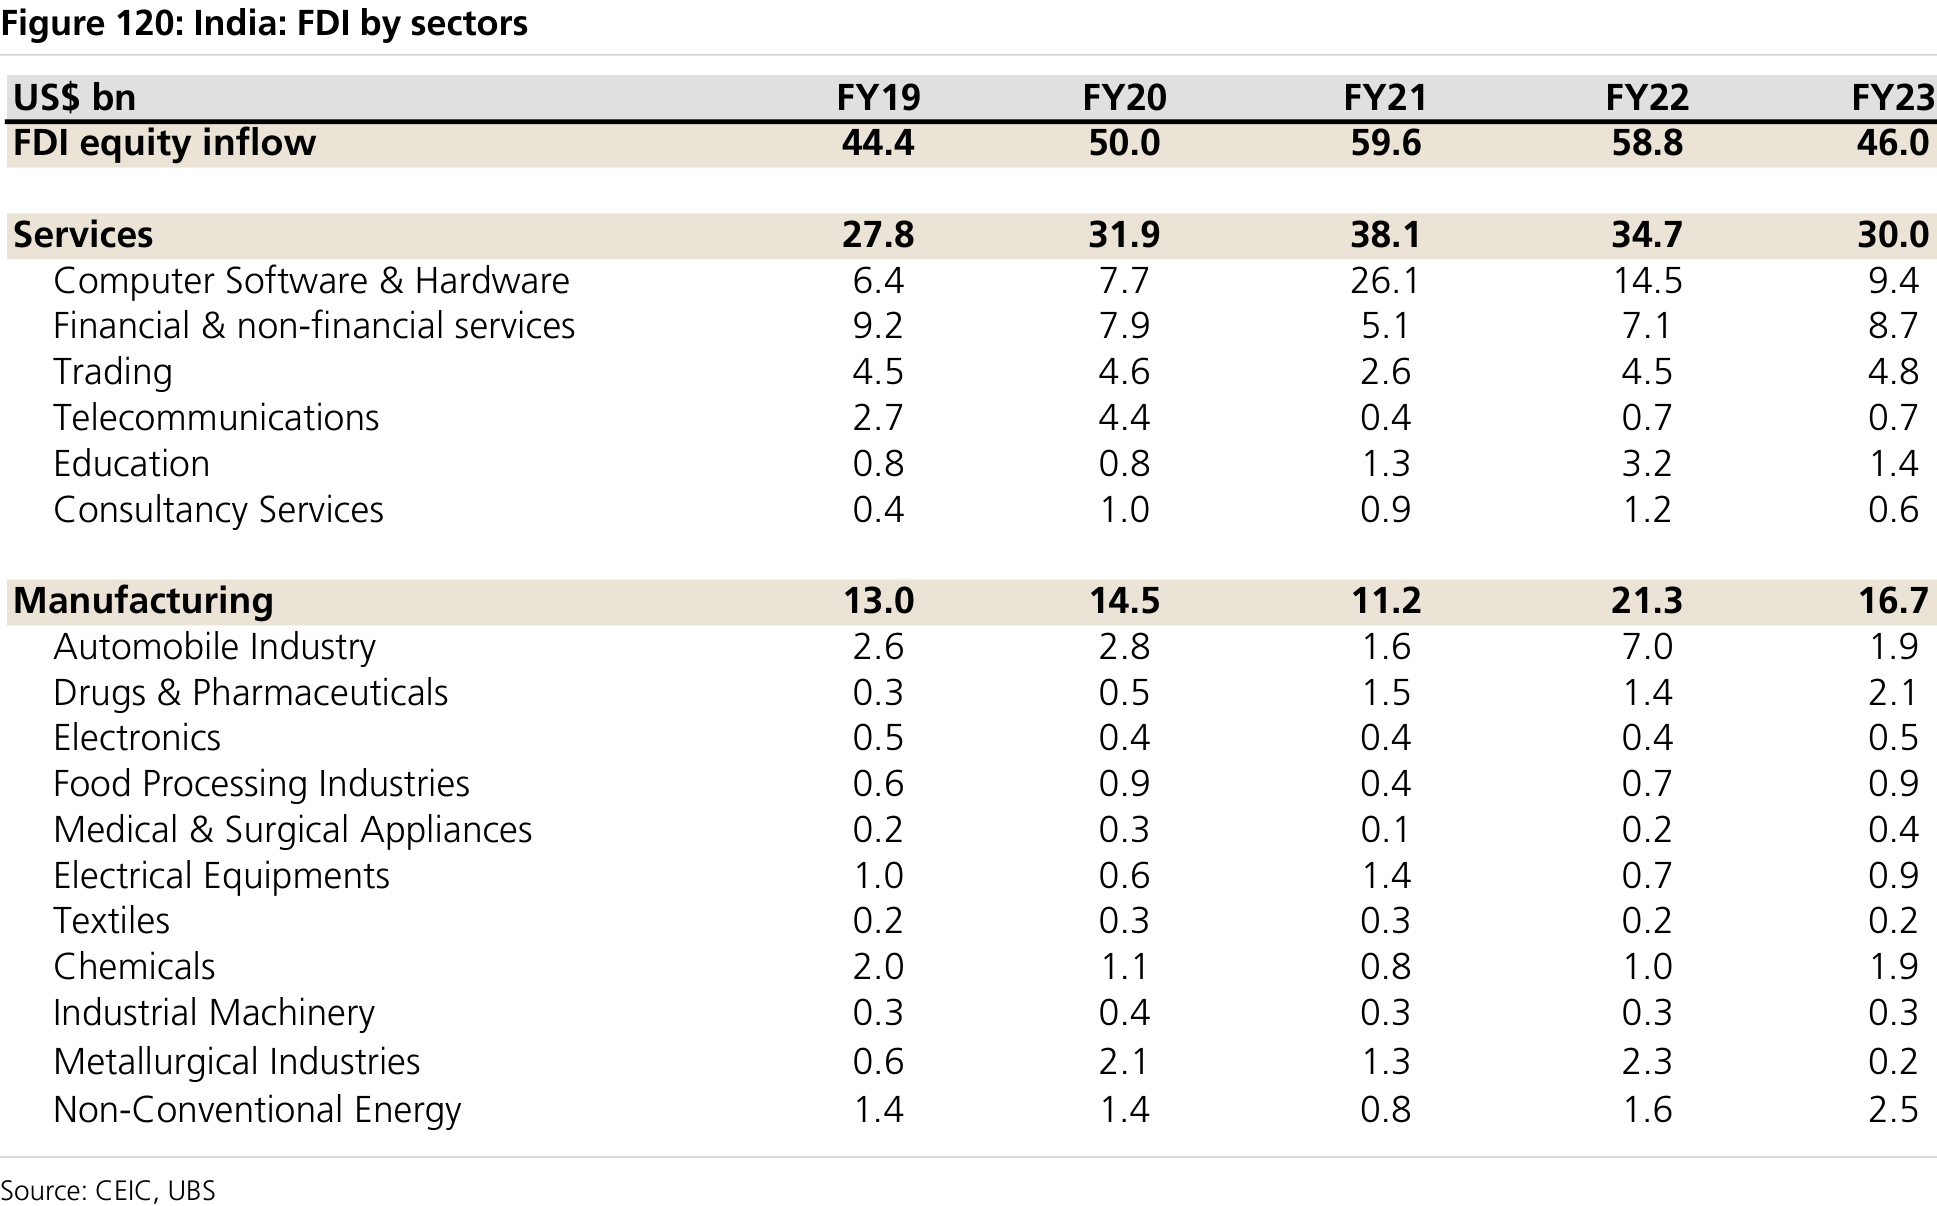 Figure 120: India: FDI by sectors
US$ bn FY19 FY20 FY21 FY22 FY23
FDI equity inflow 44.4 50.0 59.6 58.8 46.0
Services 27.8 31.9 38.1 34.7 30.0
Computer Software & Hardware 6.4 7.7 26.1 14.5 9.4
Financial & non-financial services 9.2 7.9 5.1 7.1 8.7
Trading 4.5 4.6 2.6 4.5 4.8
Telecommunications 2.7 4.4 0.4 0.7 0.7
Education 0.8 0.8 1.3 3.2 1.4
Consultancy Services 0.4 1.0 0.9 1.2 0.6
Manufacturing 13.0 14.5 11.2 21.3 16.7
Automobile Industry 2.6 2.8 1.6 7.0 1.9
Drugs & Pharmaceuticals 0.3 0.5 1.5 1.4 2.1
Electronics 0.5 0.4 0.4 0.4 0.5
Food Processing Industries 0.6 0.9 0.4 0.7 0.9
Medical & Surgical Appliances 0.2 0.3 0.1 0.2 0.4
Electrical Equipments 1.0 0.6 1.4 0.7 0.9
Textiles 0.2 0.3 0.3 0.2 0.2
Chemicals 2.0 1.1 0.8 1.0 1.9
Industrial Machinery 0.3 0.4 0.3 0.3 0.3
Metallurgical Industries 0.6 2.1 1.3 2.3 0.2
Non-Conventional Energy 1.4 1.4 0.8 1.6 2.5
Source: CEIC, UBS